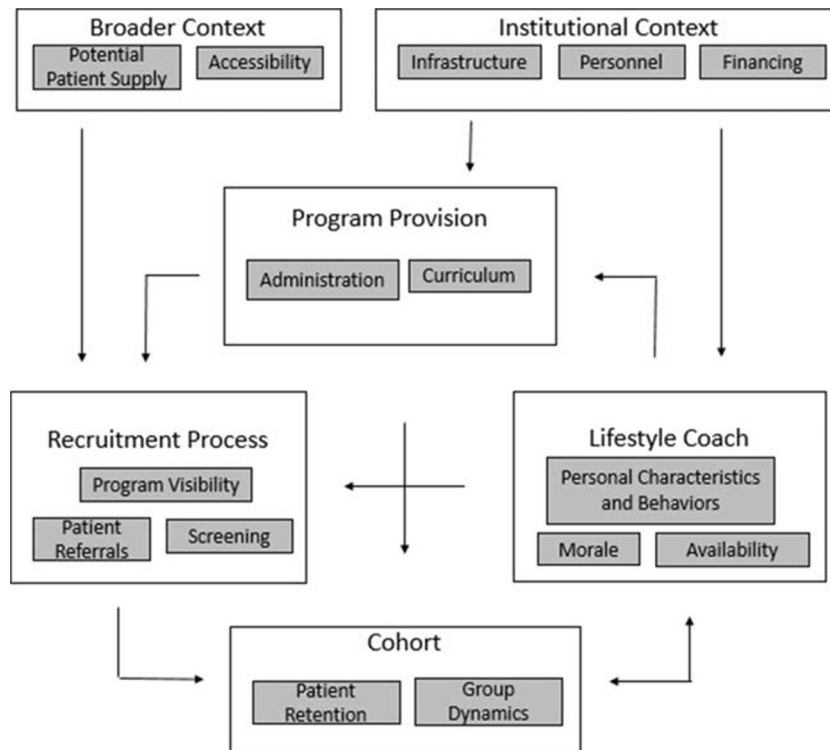 Broader Context
Potential
Patient Supply
Accessibility
Institutional Context
Infrastructure
Personnel
Financing
Program Provision
Administration
Curriculum
Recruitment Process
Program Visibility
Patient
Referrals
Screening
Lifestyle Coach
Personal Characteristics
and Behaviors
Morale
Availability
Cohort
Patient
Retention
Group
Dynamics